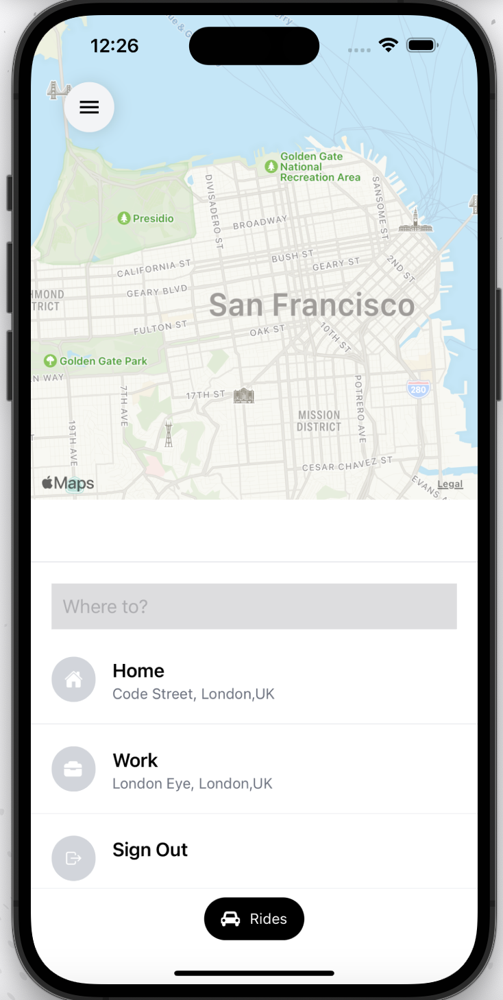 12:26
Golden Gate
National
Recreation Area
Presidio
DIVISADERO ST
SANSOME ST
BROADWAY
BUSH ST
GEARY ST
2ND ST
CALIFORNIA ST
GEARY BLVD
HMOND
TRICT
San Francisco
FULTON ST
OAK ST
10TH ST
Golden Gate Park
N WAY
7TH AVE
17TH ST
280
POTRERO AVE
MISSION
DISTRICT
19TH AVE
CESAR CHAVEZ ST
EVANS A
Maps
Legal
Where to?
Home
Code Street, London,UK
Work
London Eye, London,UK
Sign Out
Rides